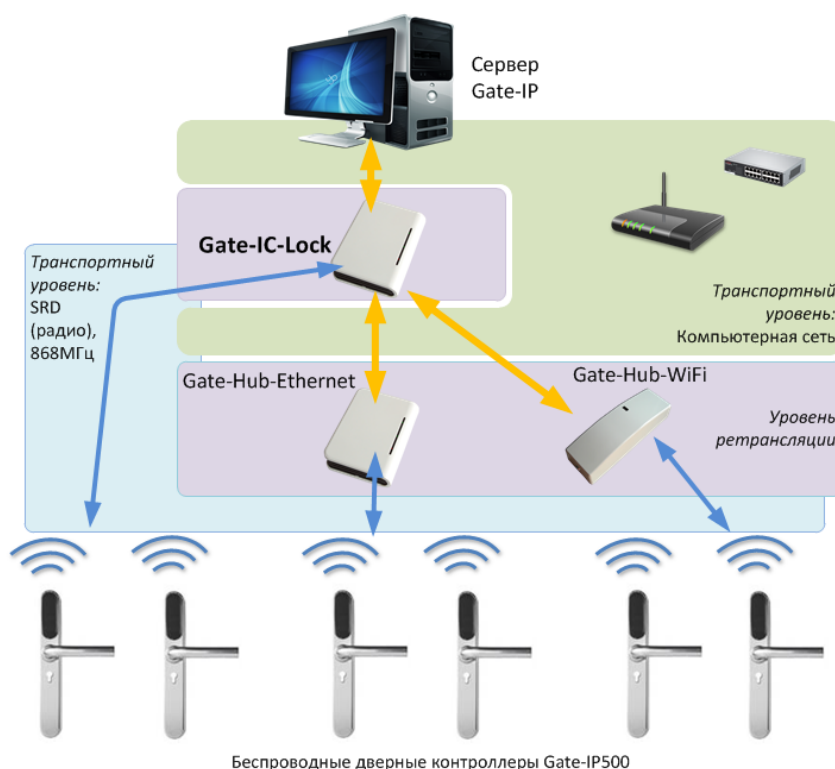 Сервер
Gate-IP
Gate-IC-Lock
Транспортный
уровень:
SRD
(радио),
868МГц
Транспортный
уровень:
Компьютерная сеть
Gate-Hub-Ethernet
Gate-Hub-WiFi
Уровень
ретрансляции
Беспроводные дверные контроллеры Gate-IP500